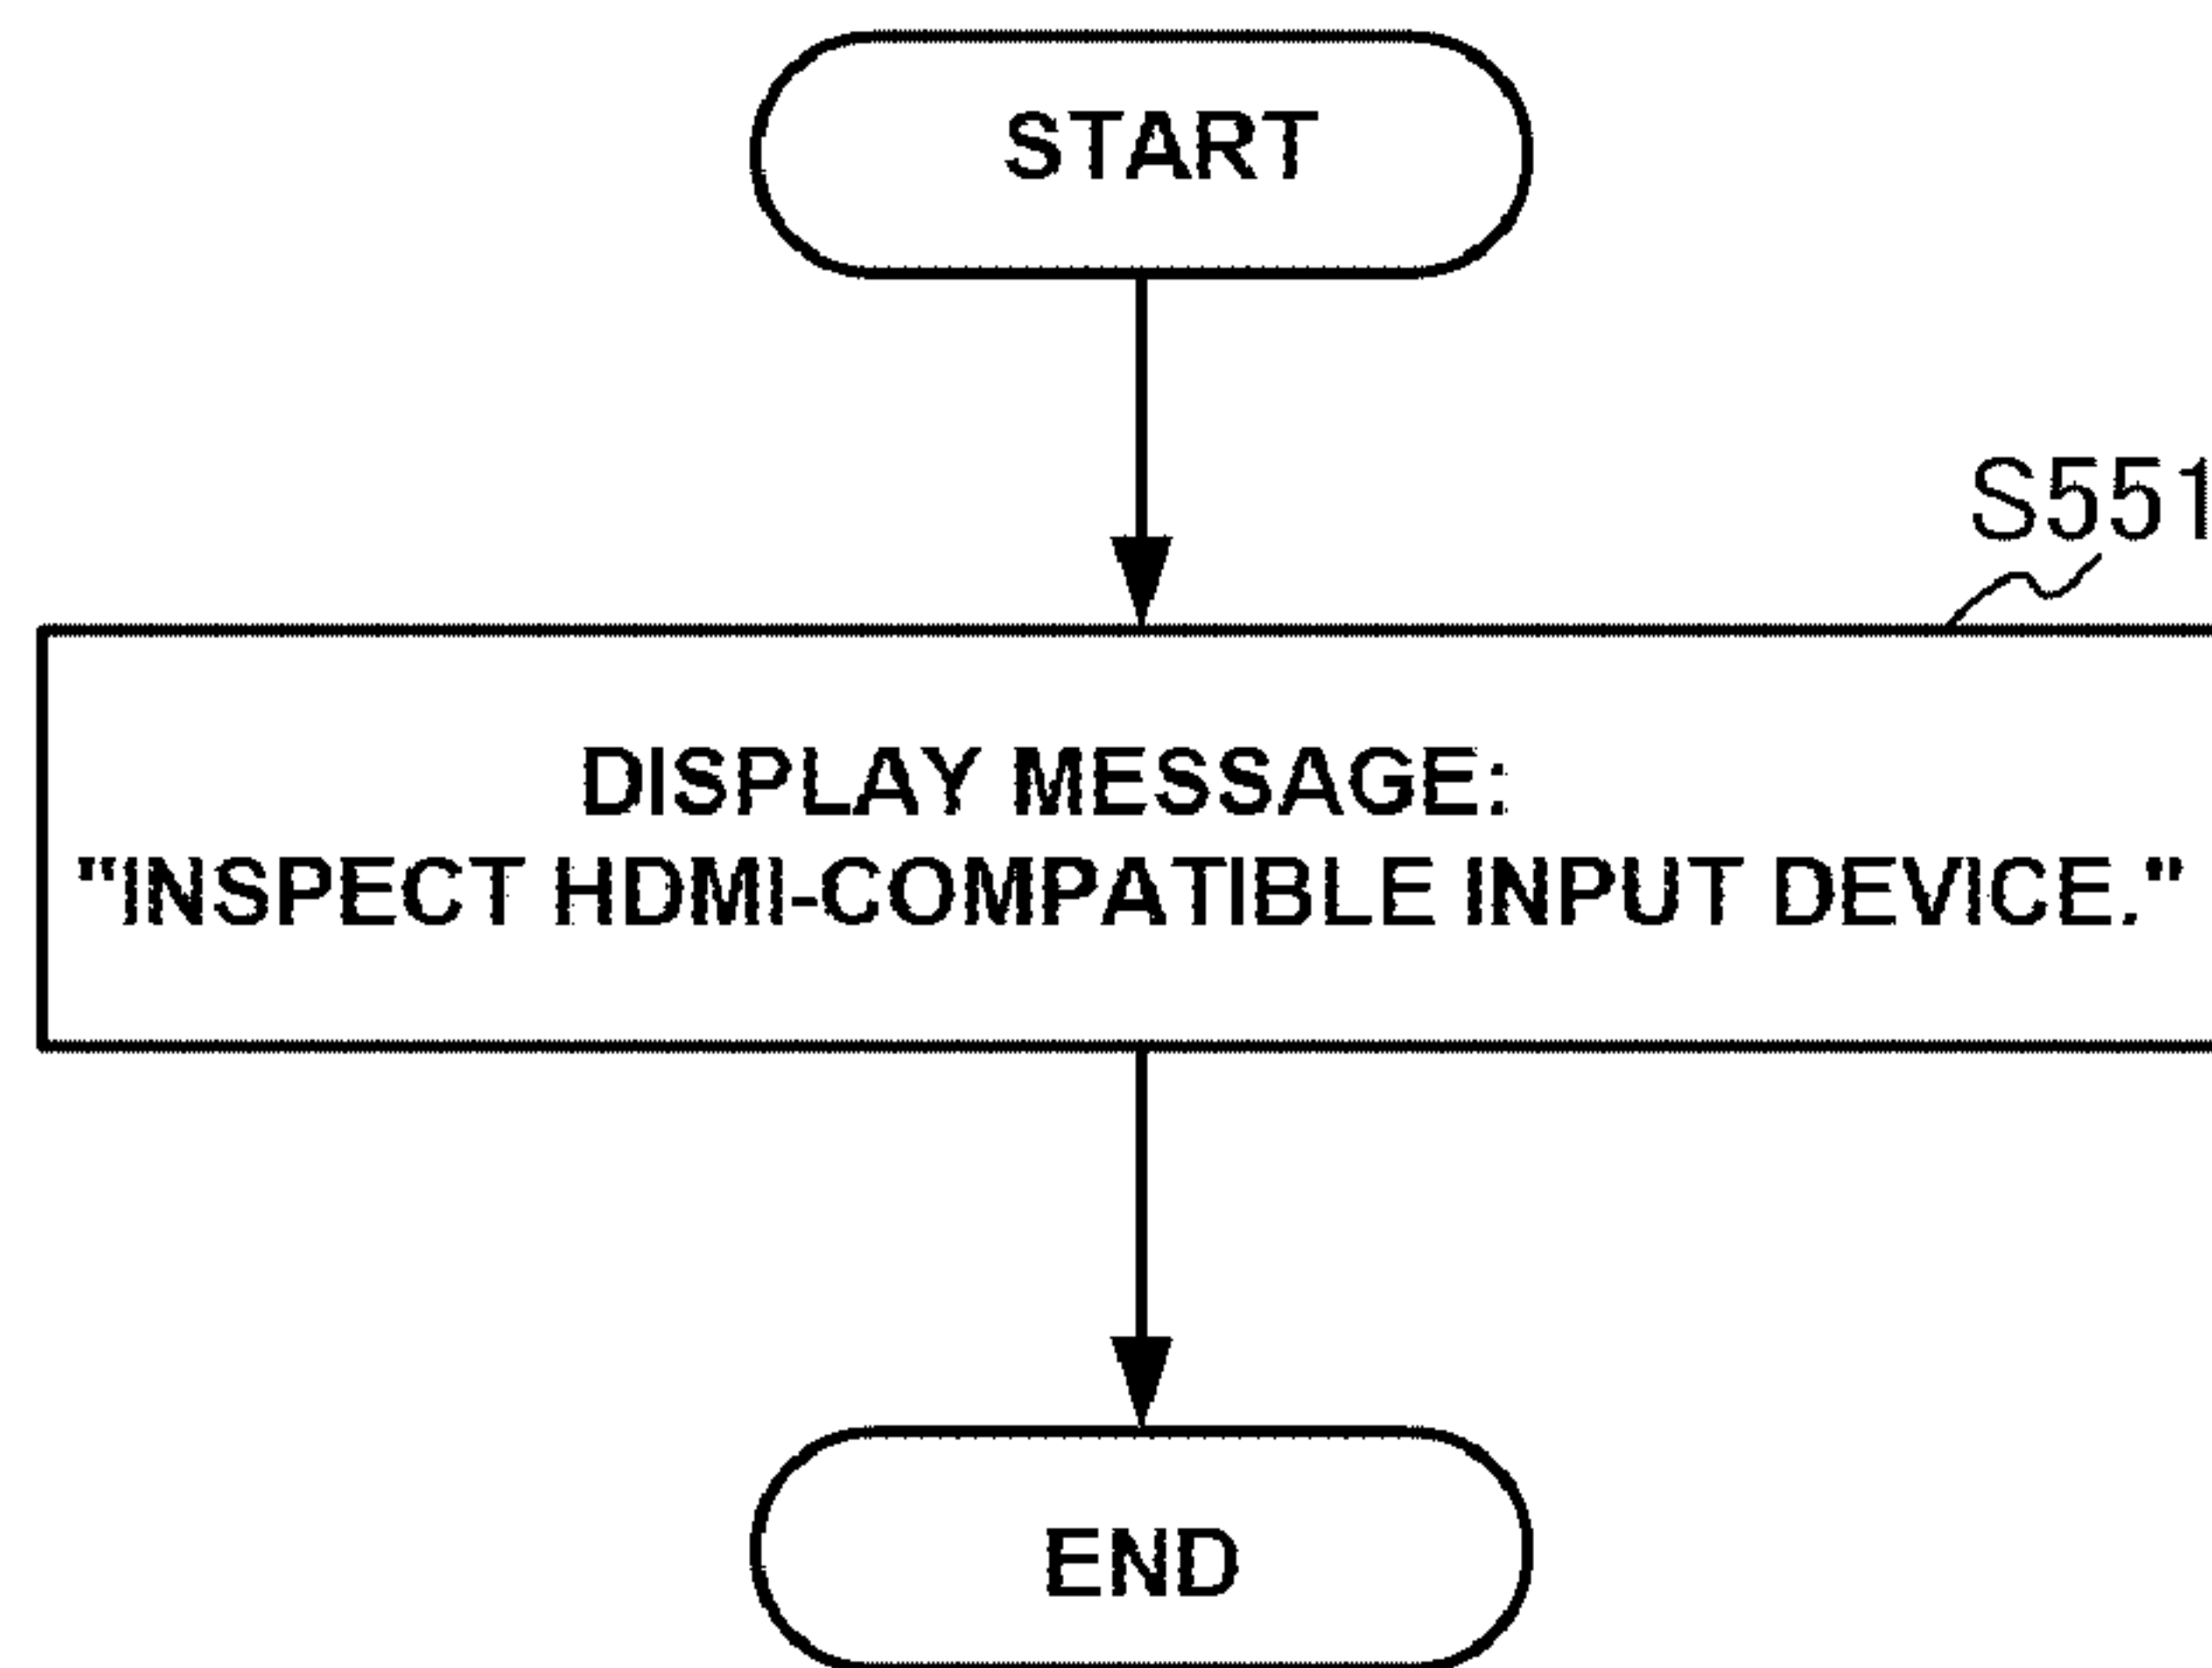 START
S551
DISPLAY MESSAGE:
"INSPECT HDMI-COMPATIBLE INPUT DEVICE."
END